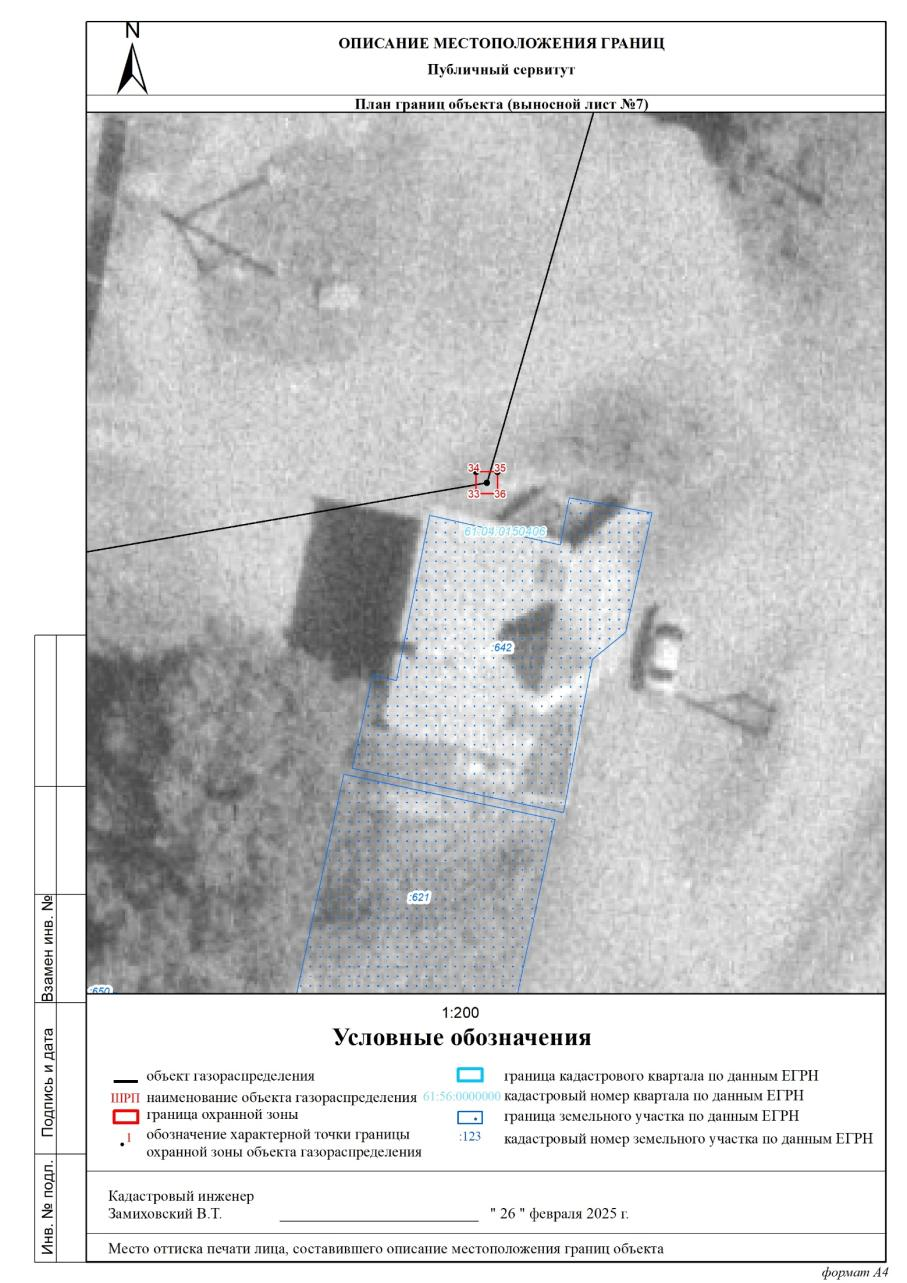 N
ОПИСАНИЕ МЕСТОПОЛОЖЕНИЯ ГРАНИЦ
Публичный сервитут
План границ объекта (выносной лист №7)
34 35
33 36
61:04:0150406
:642
:621
:650
1:200
Условные обозначения
объект газораспределения
ШРП наименование объекта газораспределения
граница охранной зоны
1 обозначение характерной точки границы
охранной зоны объекта газораспределения
граница кадастрового квартала по данным ЕГРН
61:56:0000000 кадастровый номер квартала по данным ЕГРН
граница земельного участка по данным ЕГРН
:123 кадастровый номер земельного участка по данным ЕГРН
Кадастровый инженер
Замиховский В.Т. " 26 " февраля 2025 г.
Место оттиска печати лица, составившего описание местоположения границ объекта
Взамен инв. №
Подпись и дата
Инв. № подл.
формат А4